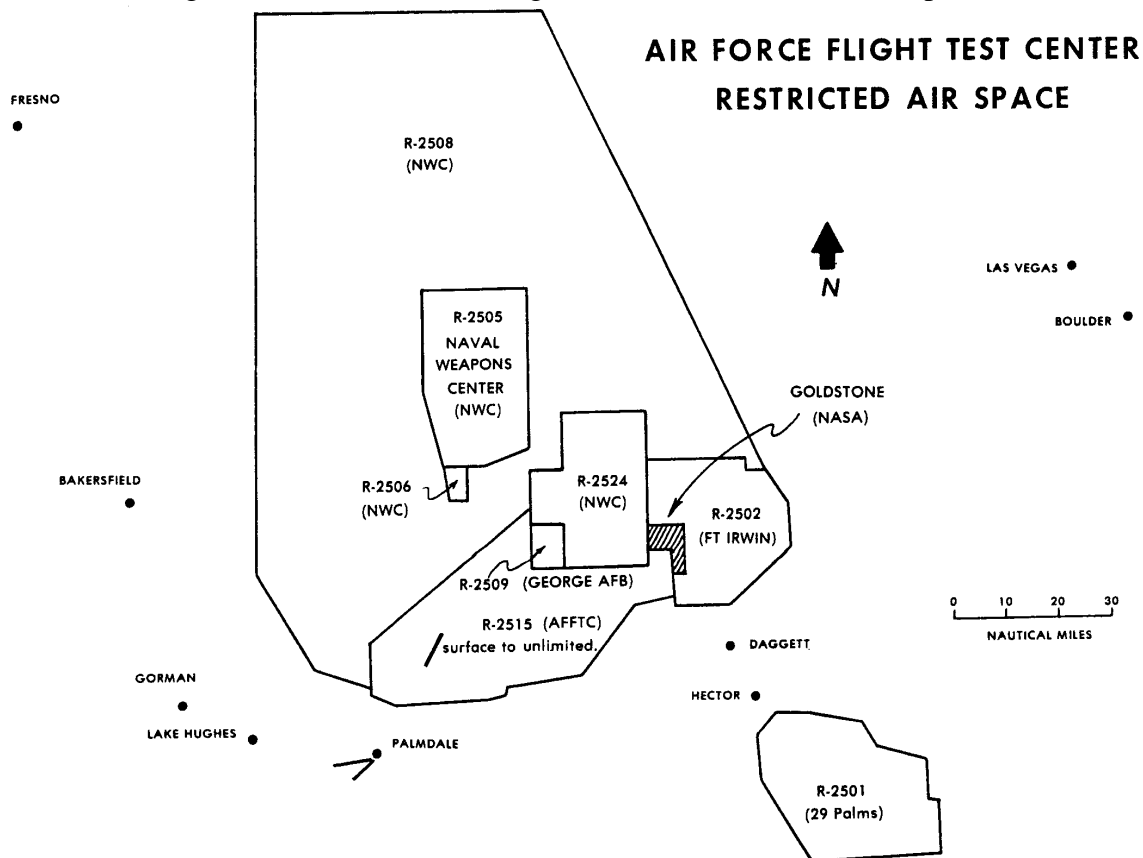 AIR FORCE FLIGHT TEST CENTER
RESTRICTED AIR SPACE
FRESNO
R-2508
(NWC)
N
LAS VEGAS
BOULDER
R-2505
NAVAL
WEAPONS
CENTER
(NWC)
GOLDSTONE
(NASA)
BAKERSFIELD
R-2506
(NWC)
R-2524
(NWC)
R-2502
(FT IRWIN)
R-2509 (GEORGE AFB)
R-2515 (AFFTC)
surface to unlimited.
0 10 20 30
NAUTICAL MILES
DAGGETT
GORMAN
HECTOR
LAKE HUGHES
PALMDALE
R-2501
(29 Palms)